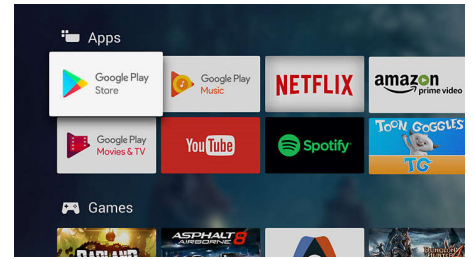 Apps
Google Play
Store
Google Play
Music
NETFLIX
amazon
prime video
Google Play
Movies & TV
YouTube
Spotify
TOON GOGGLES
TG
Games
BADLAND
ASPHALT 8
AIRBORNE